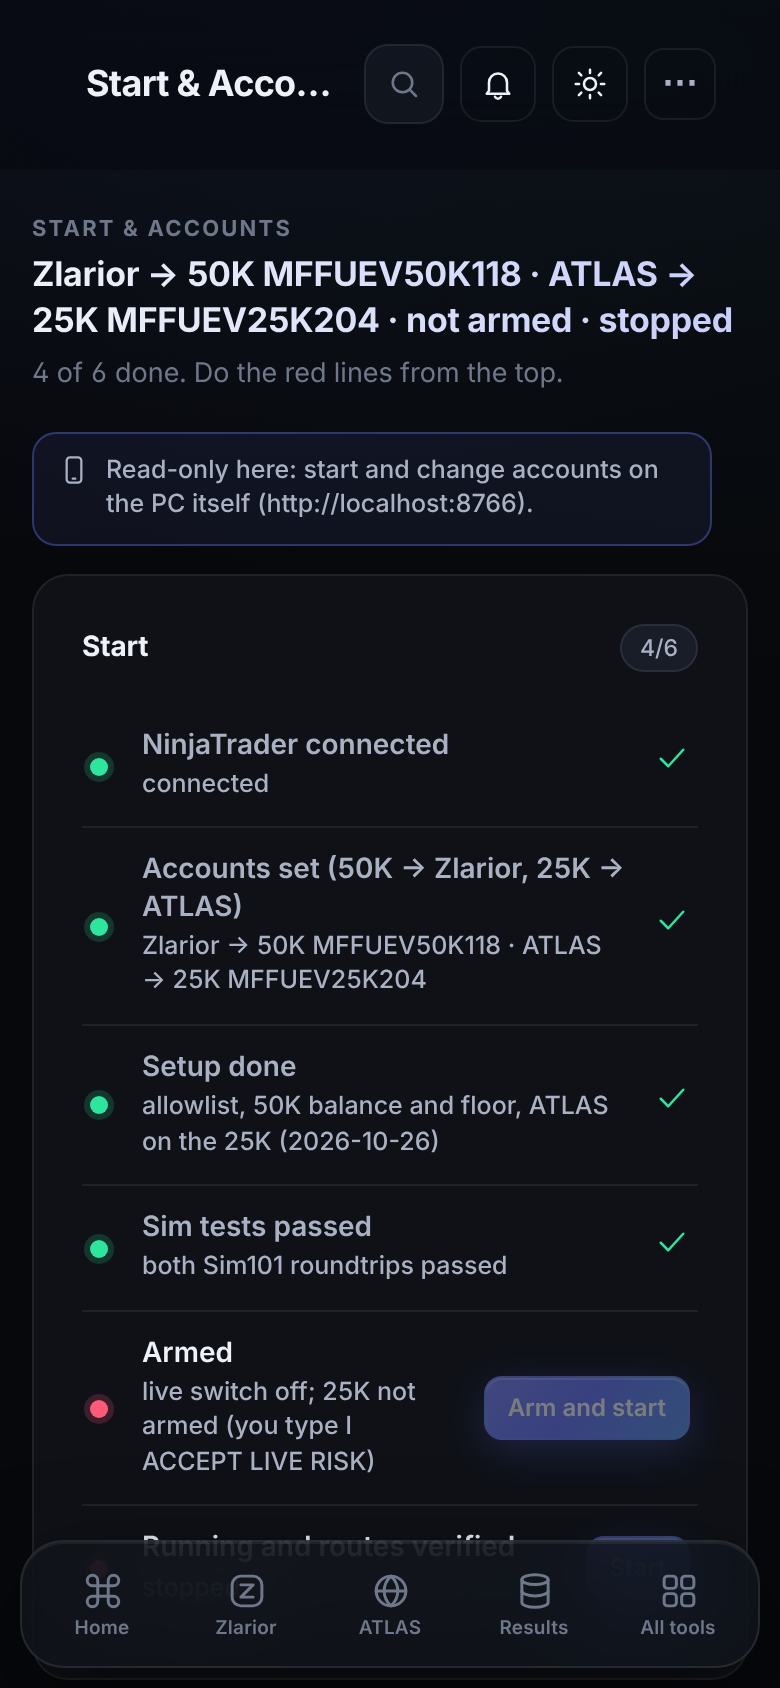 Start & Acco...
START & ACCOUNTS
Zlarior → 50K MFFUEV50K118 · ATLAS →
25K MFFUEV25K204 · not armed · stopped
4 of 6 done. Do the red lines from the top.
Read-only here: start and change accounts on
the PC itself (http://localhost:8766).
Start
4/6
NinjaTrader connected
connected
Accounts set (50K → Zlarior, 25K →
ATLAS)
Zlarior → 50K MFFUEV50K118 · ATLAS
→ 25K MFFUEV25K204
Setup done
allowlist, 50K balance and floor, ATLAS
on the 25K (2026-10-26)
Sim tests passed
both Sim101 roundtrips passed
Armed
live switch off; 25K not
armed (you type I
ACCEPT LIVE RISK)
Arm and start
Running and routes verified
Start
Home
Zlarior
ATLAS
Results
All tools